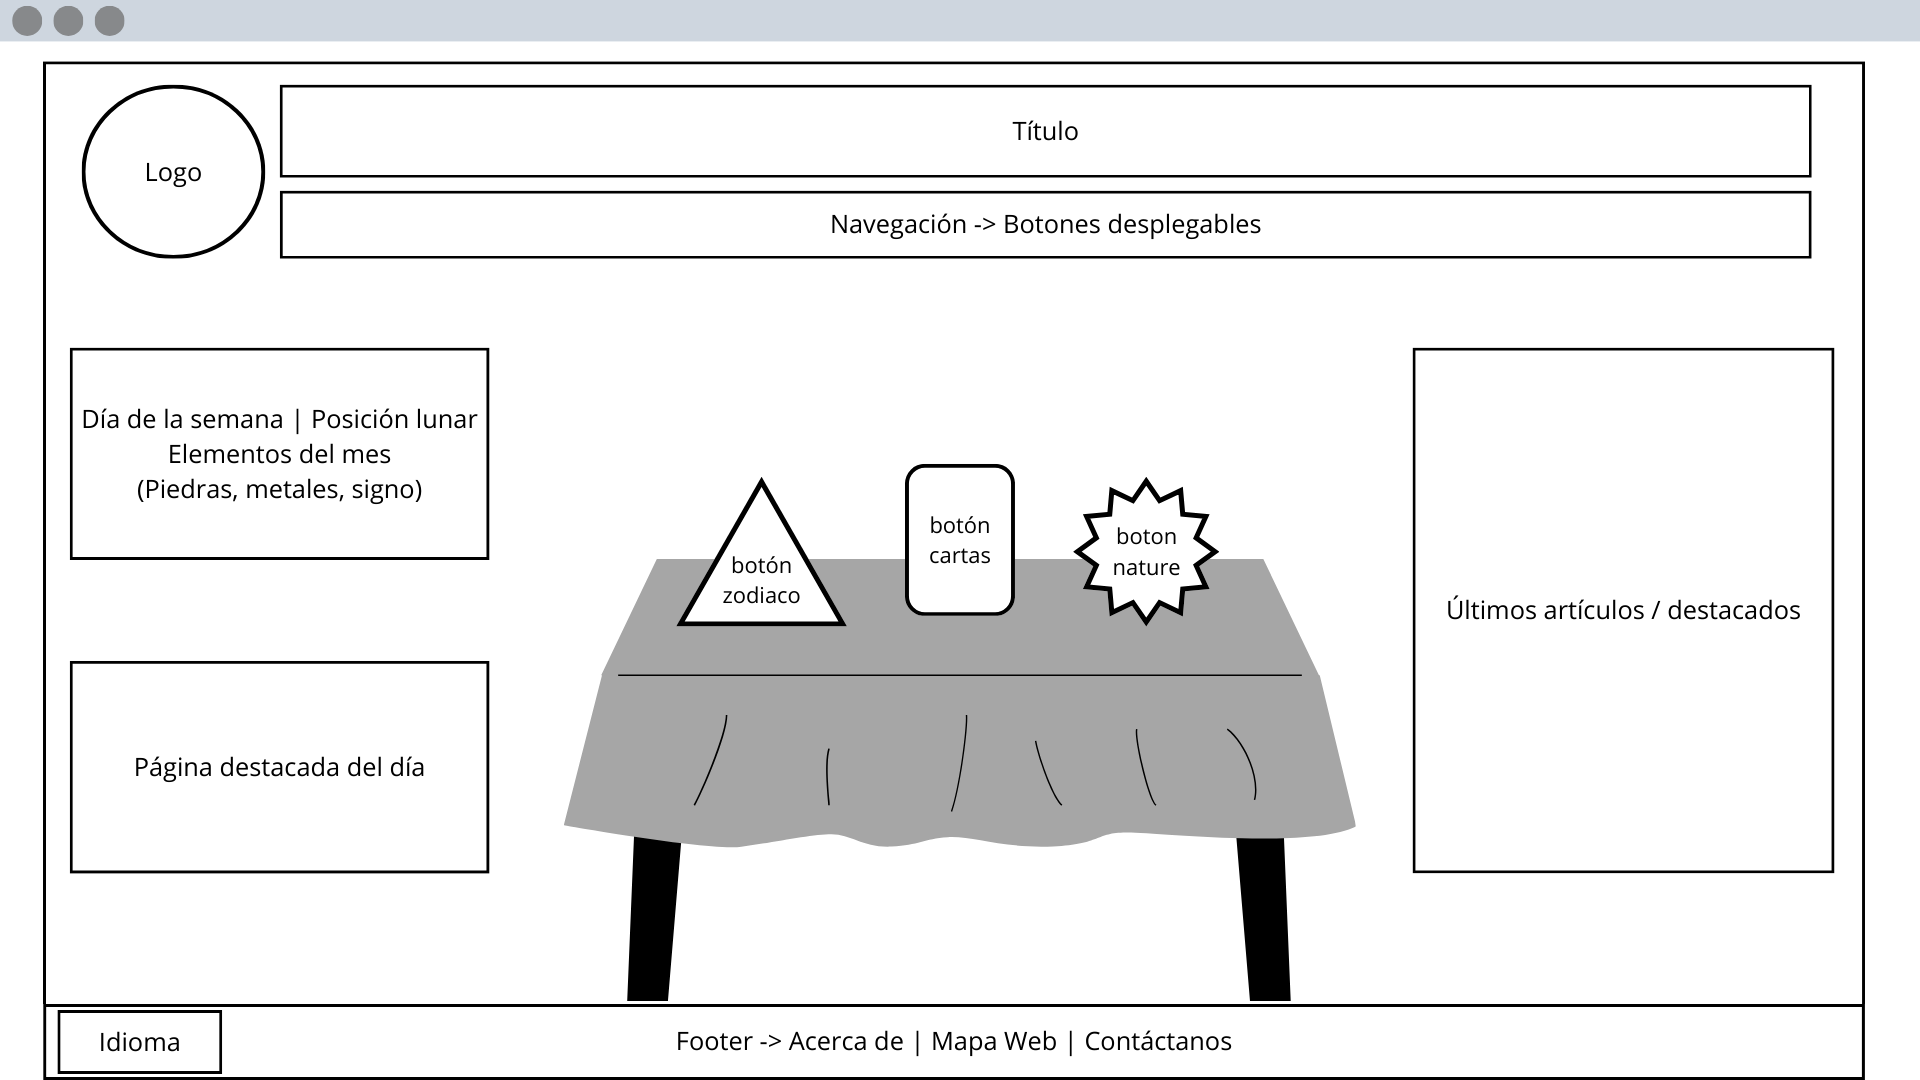 Logo
Título
Navegación -> Botones desplegables
Día de la semana | Posición lunar
Elementos del mes
(Piedras, metales, signo)
Página destacada del día
botón
zodiaco
botón
cartas
boton
nature
Últimos artículos / destacados
Idioma
Footer -> Acerca de | Mapa Web | Contáctanos